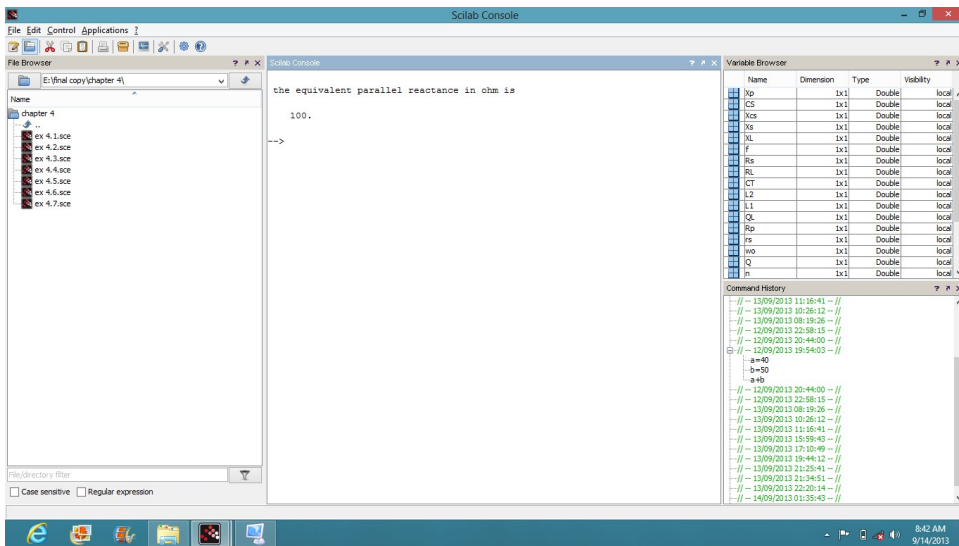 Scilab Console
File Edit Control Applications ?
File Browser
E:\final copy\chapter 4\
Name
chapter 4
..
ex 4.1.sce
ex 4.2.sce
ex 4.3.sce
ex 4.4.sce
ex 4.5.sce
ex 4.6.sce
ex 4.7.sce
File/directory filter
Case sensitive Regular expression
Scilab Console
the equivalent parallel reactance in ohm is
100.
-->
Variable Browser
Name Dimension Type Visibility
Xp 1x1 Double local
CS 1x1 Double local
Xcs 1x1 Double local
Xs 1x1 Double local
XL 1x1 Double local
f 1x1 Double local
Rs 1x1 Double local
RL 1x1 Double local
CT 1x1 Double local
L2 1x1 Double local
L1 1x1 Double local
QL 1x1 Double local
Rp 1x1 Double local
rs 1x1 Double local
wo 1x1 Double local
Q 1x1 Double local
n 1x1 Double local
Command History
// -- 13/09/2013 11:16:41 -- //
// -- 13/09/2013 10:26:12 -- //
// -- 13/09/2013 08:19:26 -- //
// -- 12/09/2013 22:58:15 -- //
// -- 12/09/2013 20:44:00 -- //
// -- 12/09/2013 19:54:03 -- //
a=40
b=50
a+b
// -- 12/09/2013 20:44:00 -- //
// -- 12/09/2013 22:58:15 -- //
// -- 13/09/2013 08:19:26 -- //
// -- 13/09/2013 10:26:12 -- //
// -- 13/09/2013 11:16:41 -- //
// -- 13/09/2013 15:59:43 -- //
// -- 13/09/2013 17:10:49 -- //
// -- 13/09/2013 19:44:12 -- //
// -- 13/09/2013 21:25:41 -- //
// -- 13/09/2013 21:34:51 -- //
// -- 13/09/2013 22:20:14 -- //
// -- 14/09/2013 01:35:43 -- //
8:42 AM
9/14/2013